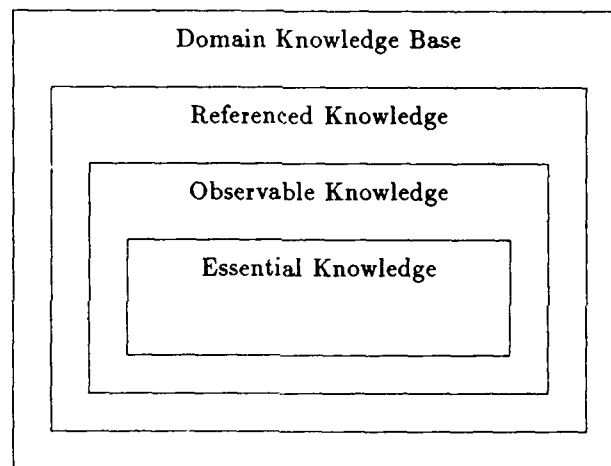 Domain Knowledge Base
Referenced Knowledge
Observable Knowledge
Essential Knowledge